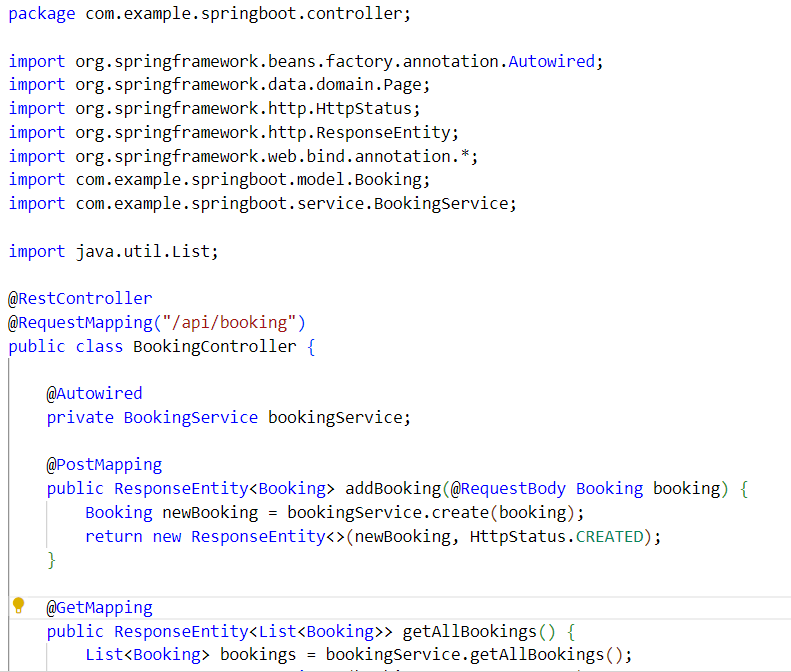 package com.example.springboot.controller;
import org.springframework.beans.factory.annotation.Autowired;
import org.springframework.data.domain.Page;
import org.springframework.http.HttpStatus;
import org.springframework.http.ResponseEntity;
import org.springframework.web.bind.annotation.*;
import com.example.springboot.model.Booking;
import com.example.springboot.service.BookingService;
import java.util.List;
@RestController
@RequestMapping("/api/booking")
public class BookingController {
@Autowired
private BookingService bookingService;
@PostMapping
public ResponseEntity<Booking> addBooking(@RequestBody Booking booking) {
Booking newBooking = bookingService.create(booking);
return new ResponseEntity<>(newBooking, HttpStatus.CREATED);
}
@GetMapping
public ResponseEntity<List<Booking>> getAllBookings() {
List<Booking> bookings = bookingService.getAllBookings();